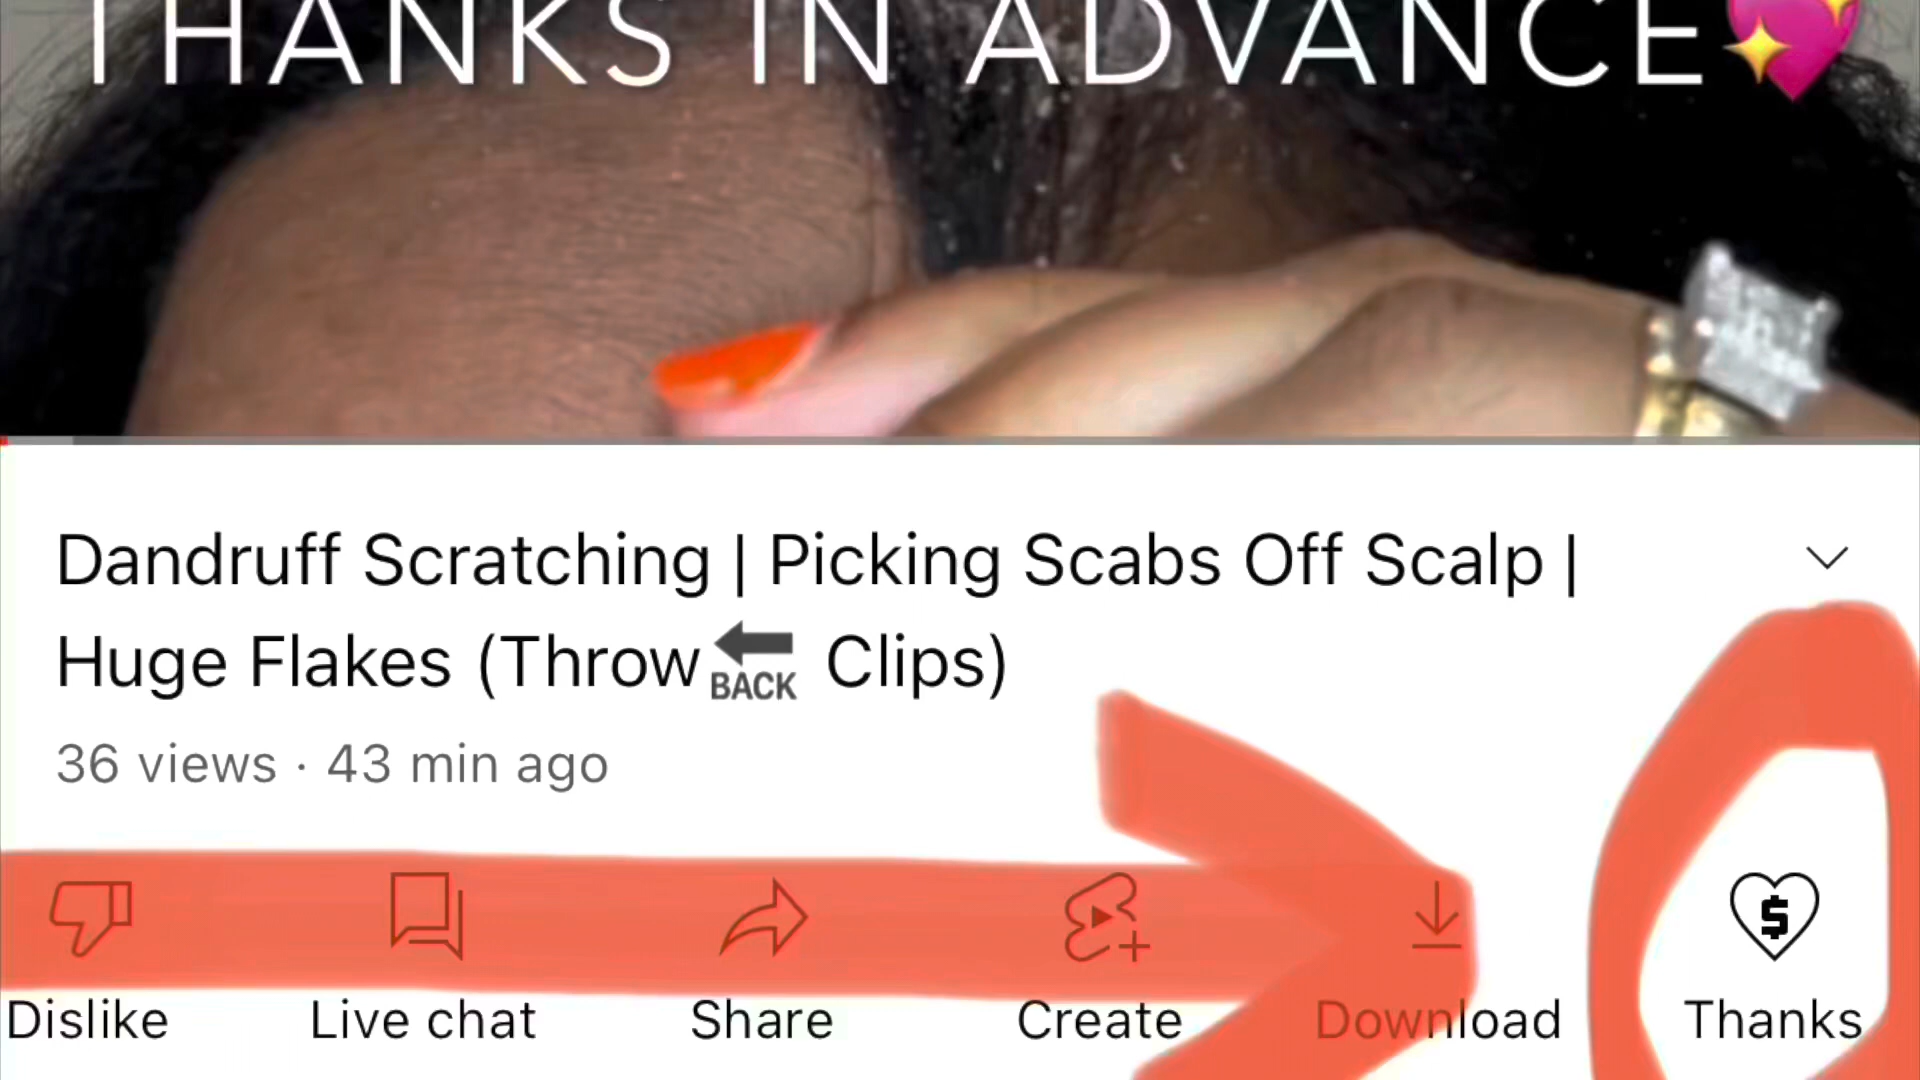 THANKS IN ADVANCE💖
Dandruff Scratching | Picking Scabs Off Scalp |
Huge Flakes (Throw🔙 Clips)
36 views · 43 min ago
Dislike Live chat Share Create Download Thanks